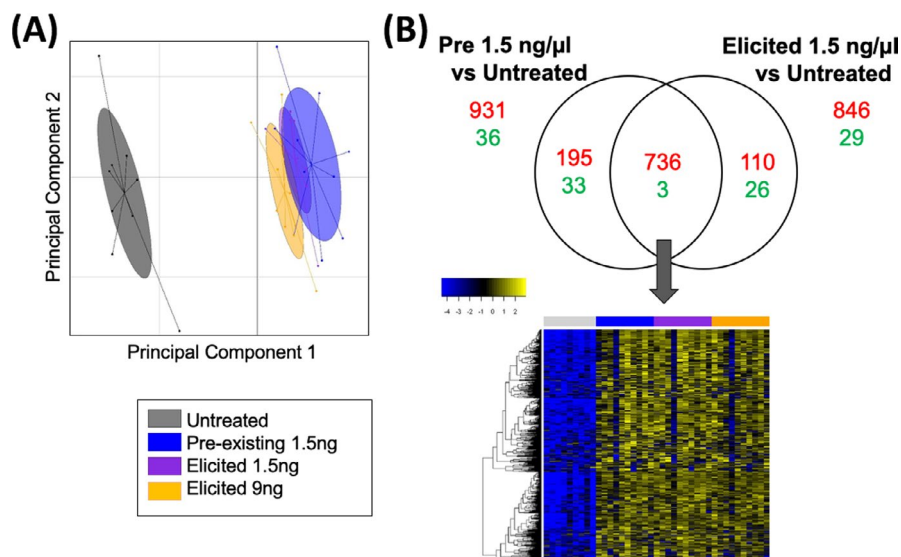 (A)
Principal Component 2
Principal Component 1
Untreated
Pre-existing 1.5ng
Elicited 1.5ng
Elicited 9ng
(B)
Pre 1.5 ng/µl
vs Untreated
931
36
Elicited 1.5 ng/µl
vs Untreated
846
29
195
33
736
3
110
26
-4 -3 -2 -1 0 1 2